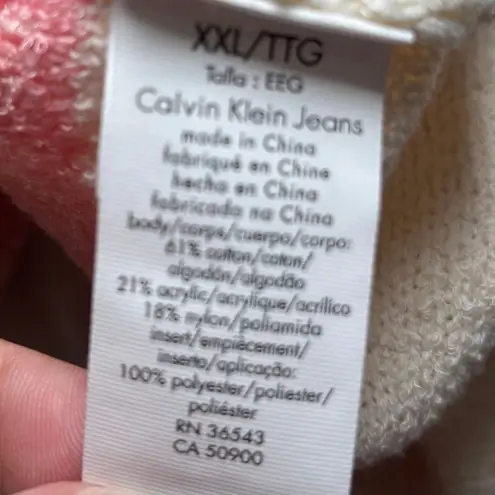 XXL/TTG
Talla : EEG
Calvin Klein Jeans
made in China
fabriqué en Chine
hecho en China
fabricado na China
body/corps/cuerpo/corpo:
61% cotton/coton/
algodón/algodão
21% acrylic/acrylique/acrílico
18% nylon/poliamida
insert/empiècement/
inserto/aplicação:
100% polyester/poliester/
poliéster
RN 36543
CA 50900